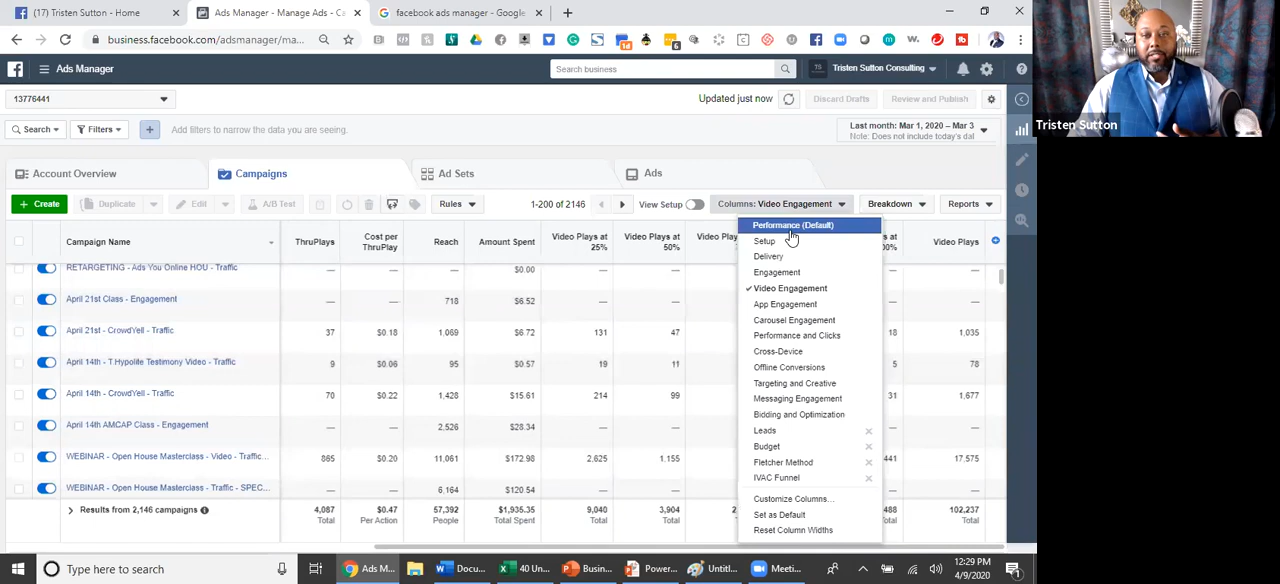 (17) Tristen Sutton - Home
Ads Manager - Manage Ads - Ca
facebook ads manager - Google
business.facebook.com/adsmanager/ma...
Ads Manager
Search business
Tristen Sutton Consulting
Tristen Sutton
13776441
Updated just now
Discard Drafts
Review and Publish
Search
Filters
Add filters to narrow the data you are seeing.
Last month: Mar 1, 2020 – Mar 3
Note: Does not include today's dat
Account Overview
Campaigns
Ad Sets
Ads
+ Create
Duplicate
Edit
A/B Test
Rules
1-200 of 2146
View Setup
Columns: Video Engagement
Breakdown
Reports
Campaign Name
ThruPlays
Cost per ThruPlay
Reach
Amount Spent
Video Plays at 25%
Video Plays at 50%
Video Plays
Video Plays
RETARGETING - Ads You Online HOU - Traffic — — — $0.00 — —
April 21st Class - Engagement — — 718 $6.52 — — — —
April 21st - CrowdYell - Traffic 37 $0.18 1,069 $6.72 131 47 18 1,035
April 14th - T.Hypolite Testimony Video - Traffic 9 $0.06 95 $0.57 19 11 5 78
April 14th - CrowdYell - Traffic 70 $0.22 1,428 $15.61 214 99 31 1,677
April 14th AMCAP Class - Engagement — — 2,526 $28.34 — — — —
WEBINAR - Open House Masterclass - Video - Traffic... 865 $0.20 11,061 $172.98 2,625 1,155 441 17,575
WEBINAR - Open House Masterclass - Traffic - SPEC... — — 6,164 $120.54 — — — —
Results from 2,146 campaigns 4,087 $0.47 57,392 $1,935.35 9,040 3,904 488 102,237
Total Per Action People Total Spent Total Total Total Total
Performance (Default)
Setup
Delivery
Engagement
Video Engagement
App Engagement
Carousel Engagement
Performance and Clicks
Cross-Device
Offline Conversions
Targeting and Creative
Messaging Engagement
Bidding and Optimization
Leads
Budget
Fletcher Method
IVAC Funnel
Customize Columns...
Set as Default
Reset Column Widths
Type here to search
Ads M...
Docu...
40 Un...
Busin...
Power...
Untitl...
Meeti...
12:29 PM
4/9/2020